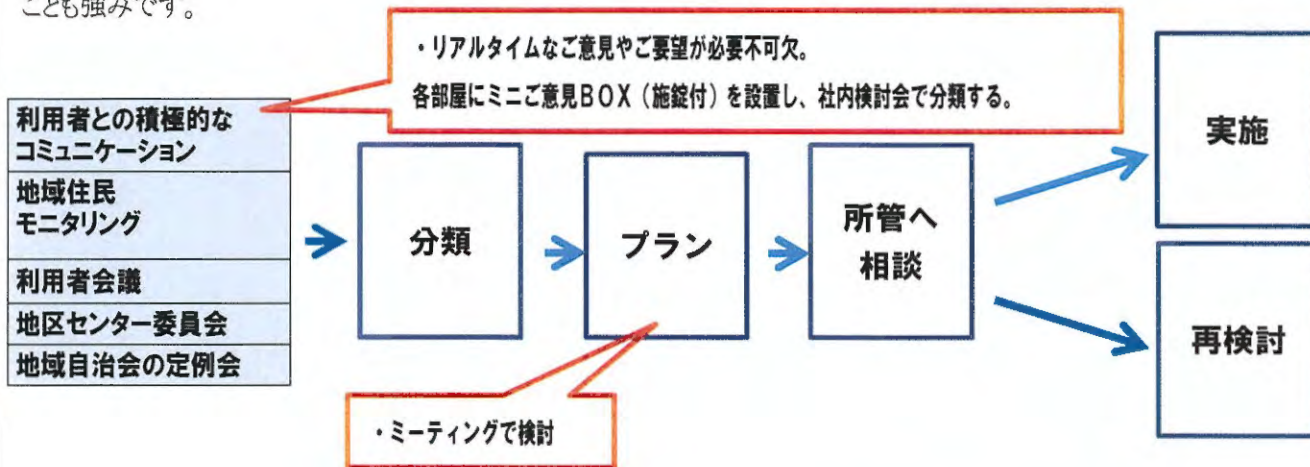 ことも強みです。
・リアルタイムなご意見やご要望が必要不可欠。
各部屋にミニご意見BOX（施錠付）を設置し、社内検討会で分類する。
利用者との積極的な
コミュニケーション
地域住民
モニタリング
利用者会議
地区センター委員会
地域自治会の定例会
分類
プラン
所管へ
相談
実施
再検討
・ミーティングで検討